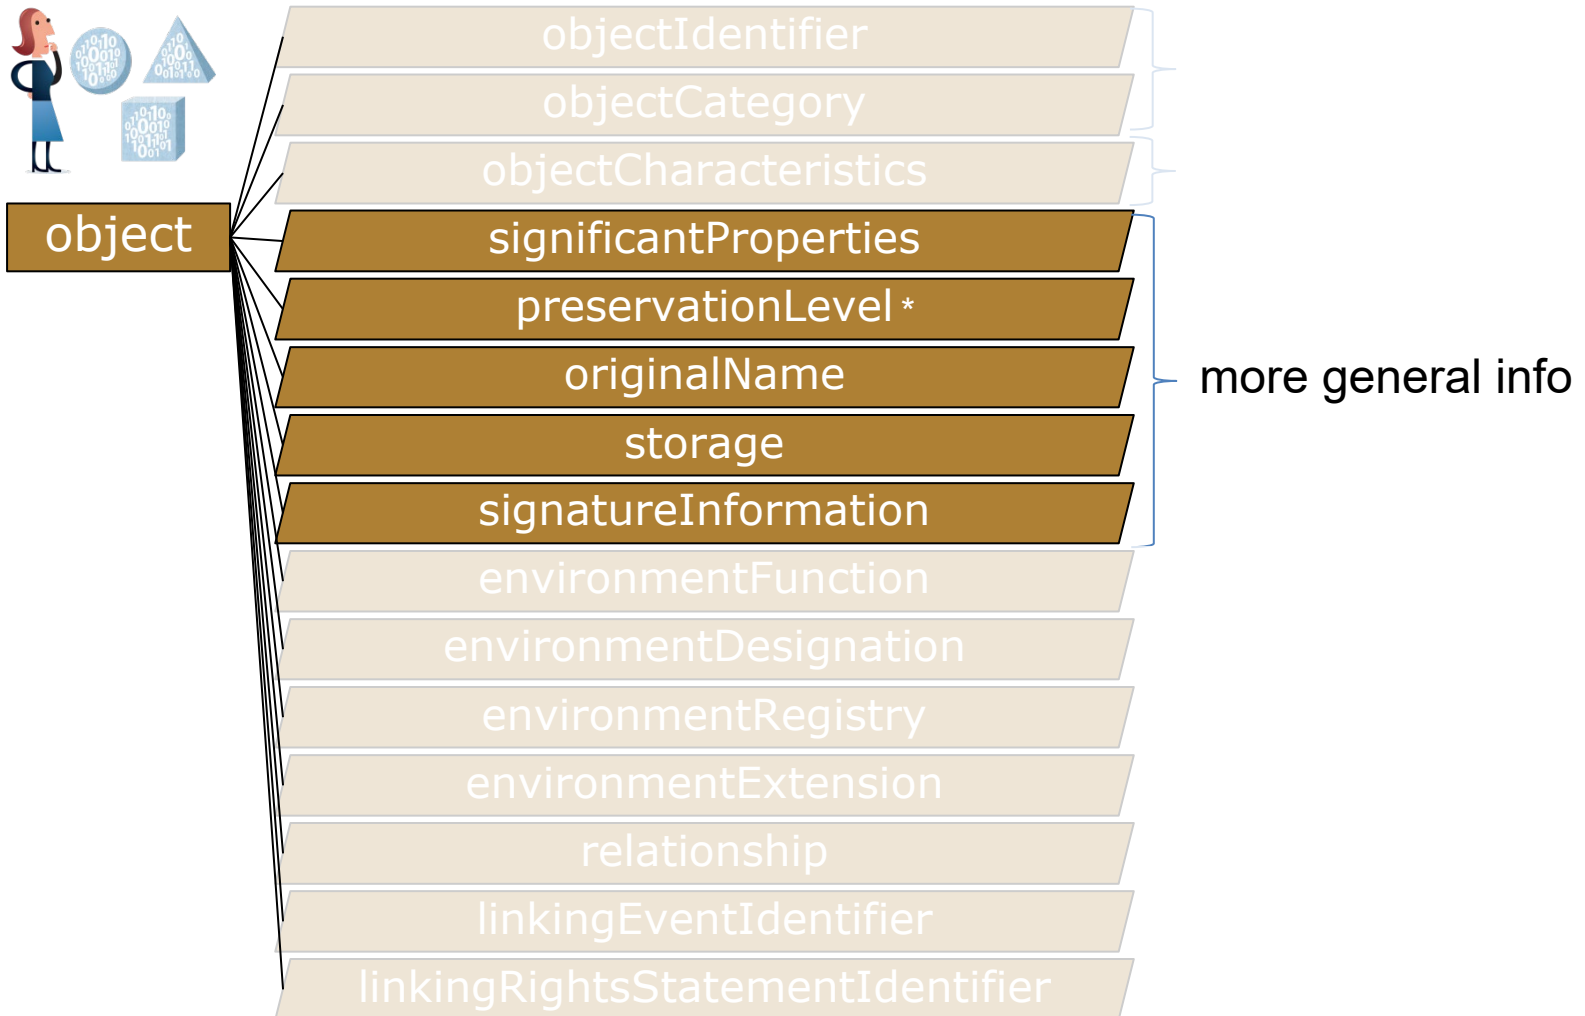 objectIdentifier
objectCategory
objectCharacteristics
object
significantProperties
preservationLevel *
originalName
more general info
storage
signatureInformation
environmentFunction
environmentDesignation
environmentRegistry
environmentExtension
relationship
linkingEventIdentifier
linkingRightsStatementIdentifier